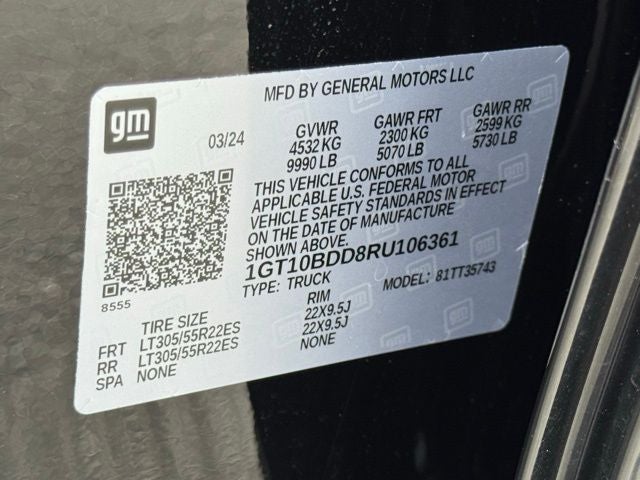 MFD BY GENERAL MOTORS LLC
gm
03/24
GVWR
4532 KG
9990 LB
GAWR FRT
2300 KG
5070 LB
GAWR RR
2599 KG
5730 LB
THIS VEHICLE CONFORMS TO ALL
APPLICABLE U.S. FEDERAL MOTOR
VEHICLE SAFETY STANDARDS IN EFFECT
ON THE DATE OF MANUFACTURE
SHOWN ABOVE.
1GT10BDD8RU106361
TYPE: TRUCK
MODEL: 81TT35743
8555
TIRE SIZE
RIM
FRT LT305/55R22ES 22X9.5J
RR LT305/55R22ES 22X9.5J
SPA NONE NONE